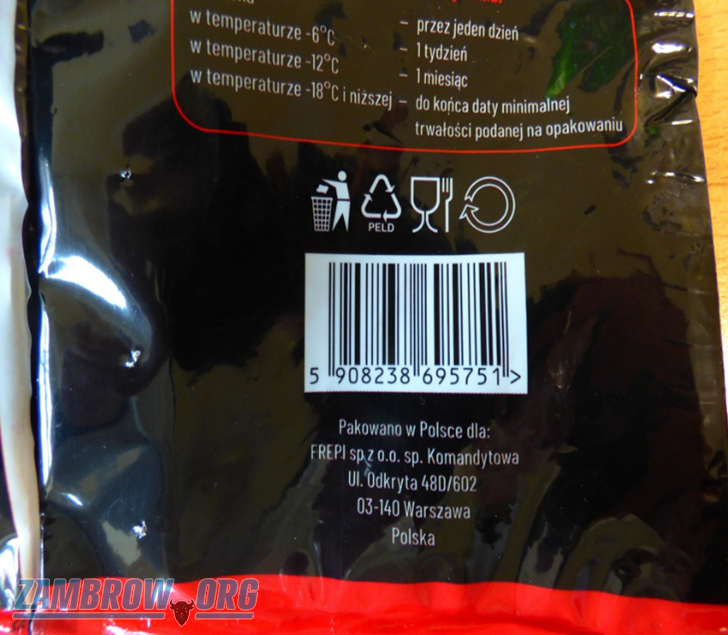 w temperaturze -6°C – przez jeden dzień
w temperaturze -12°C – 1 tydzień
w temperaturze -18°C i niższej – 1 miesiąc
– do końca daty minimalnej
trwałości podanej na opakowaniu
PELD
5 908238 695751 >
Pakowano w Polsce dla:
FREPI sp z o.o. sp. Komandytowa
Ul. Odkryta 48D/602
03-140 Warszawa
Polska
ZAMBROW.ORG